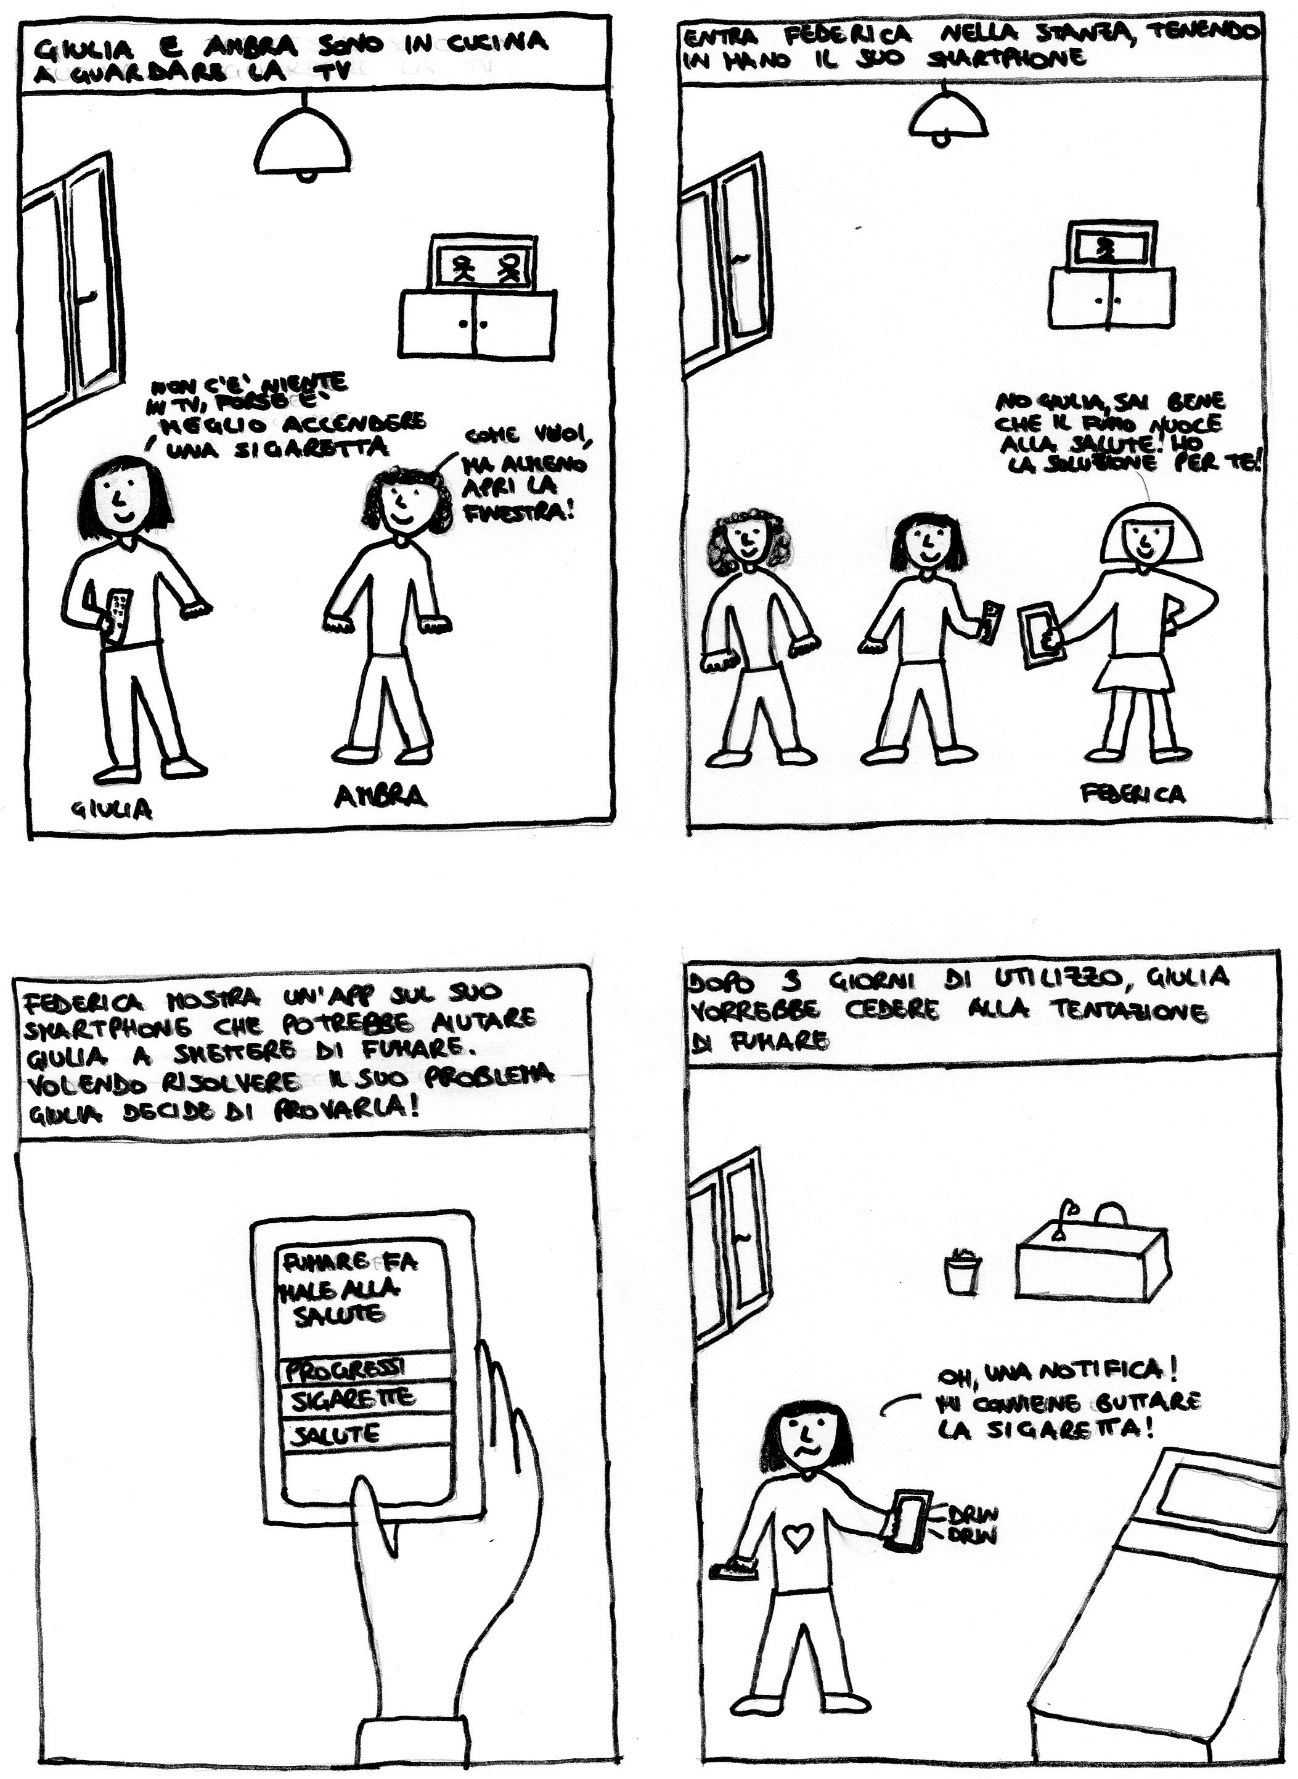 GIULIA E AMBRA SONO IN CUCINA
A GUARDARE LA TV
NON C'E' NIENTE
IN TV, FORSE E'
MEGLIO ACCENDERE
UNA SIGARETTA
COME VUOI,
MA ALMENO
APRI LA
FINESTRA!
GIULIA
AMBRA
ENTRA FEDERICA NELLA STANZA, TENENDO
IN MANO IL SUO SMARTPHONE
NO GIULIA, SAI BENE
CHE IL FUMO NUOCE
ALLA SALUTE! HO
LA SOLUZIONE PER TE!
FEDERICA
FEDERICA MOSTRA UN'APP SUL SUO
SMARTPHONE CHE POTREBBE AIUTARE
GIULIA A SMETTERE DI FUMARE.
VOLENDO RISOLVERE IL SUO PROBLEMA
GIULIA DECIDE DI PROVARLA!
FUMARE FA
MALE ALLA
SALUTE
PROGRESSI
SIGARETTE
SALUTE
DOPO 3 GIORNI DI UTILIZZO, GIULIA
VORREBBE CEDERE ALLA TENTAZIONE
DI FUMARE
OH, UNA NOTIFICA!
MI CONVIENE BUTTARE
LA SIGARETTA!
DRIN
DRIN